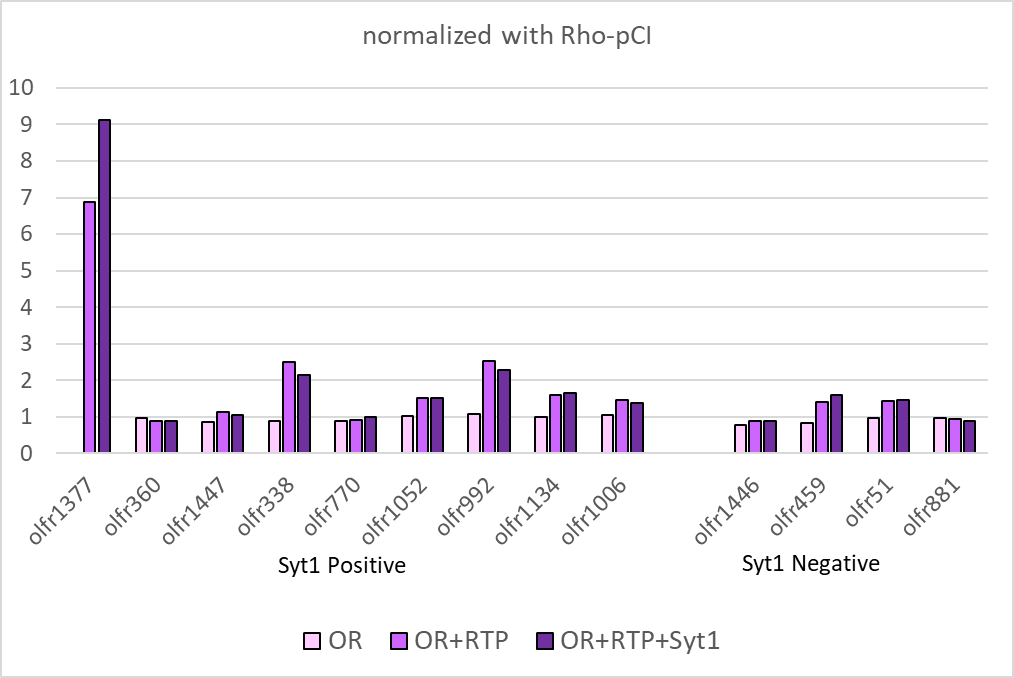 normalized with Rho-pCI
10
9
8
7
6
5
4
3
2
1
0
olfr1377
olfr360
olfr1447
olfr338
olfr770
olfr1052
olfr992
olfr1134
olfr1006
olfr1446
olfr459
olfr51
olfr881
Syt1 Positive
Syt1 Negative
OR OR+RTP OR+RTP+Syt1